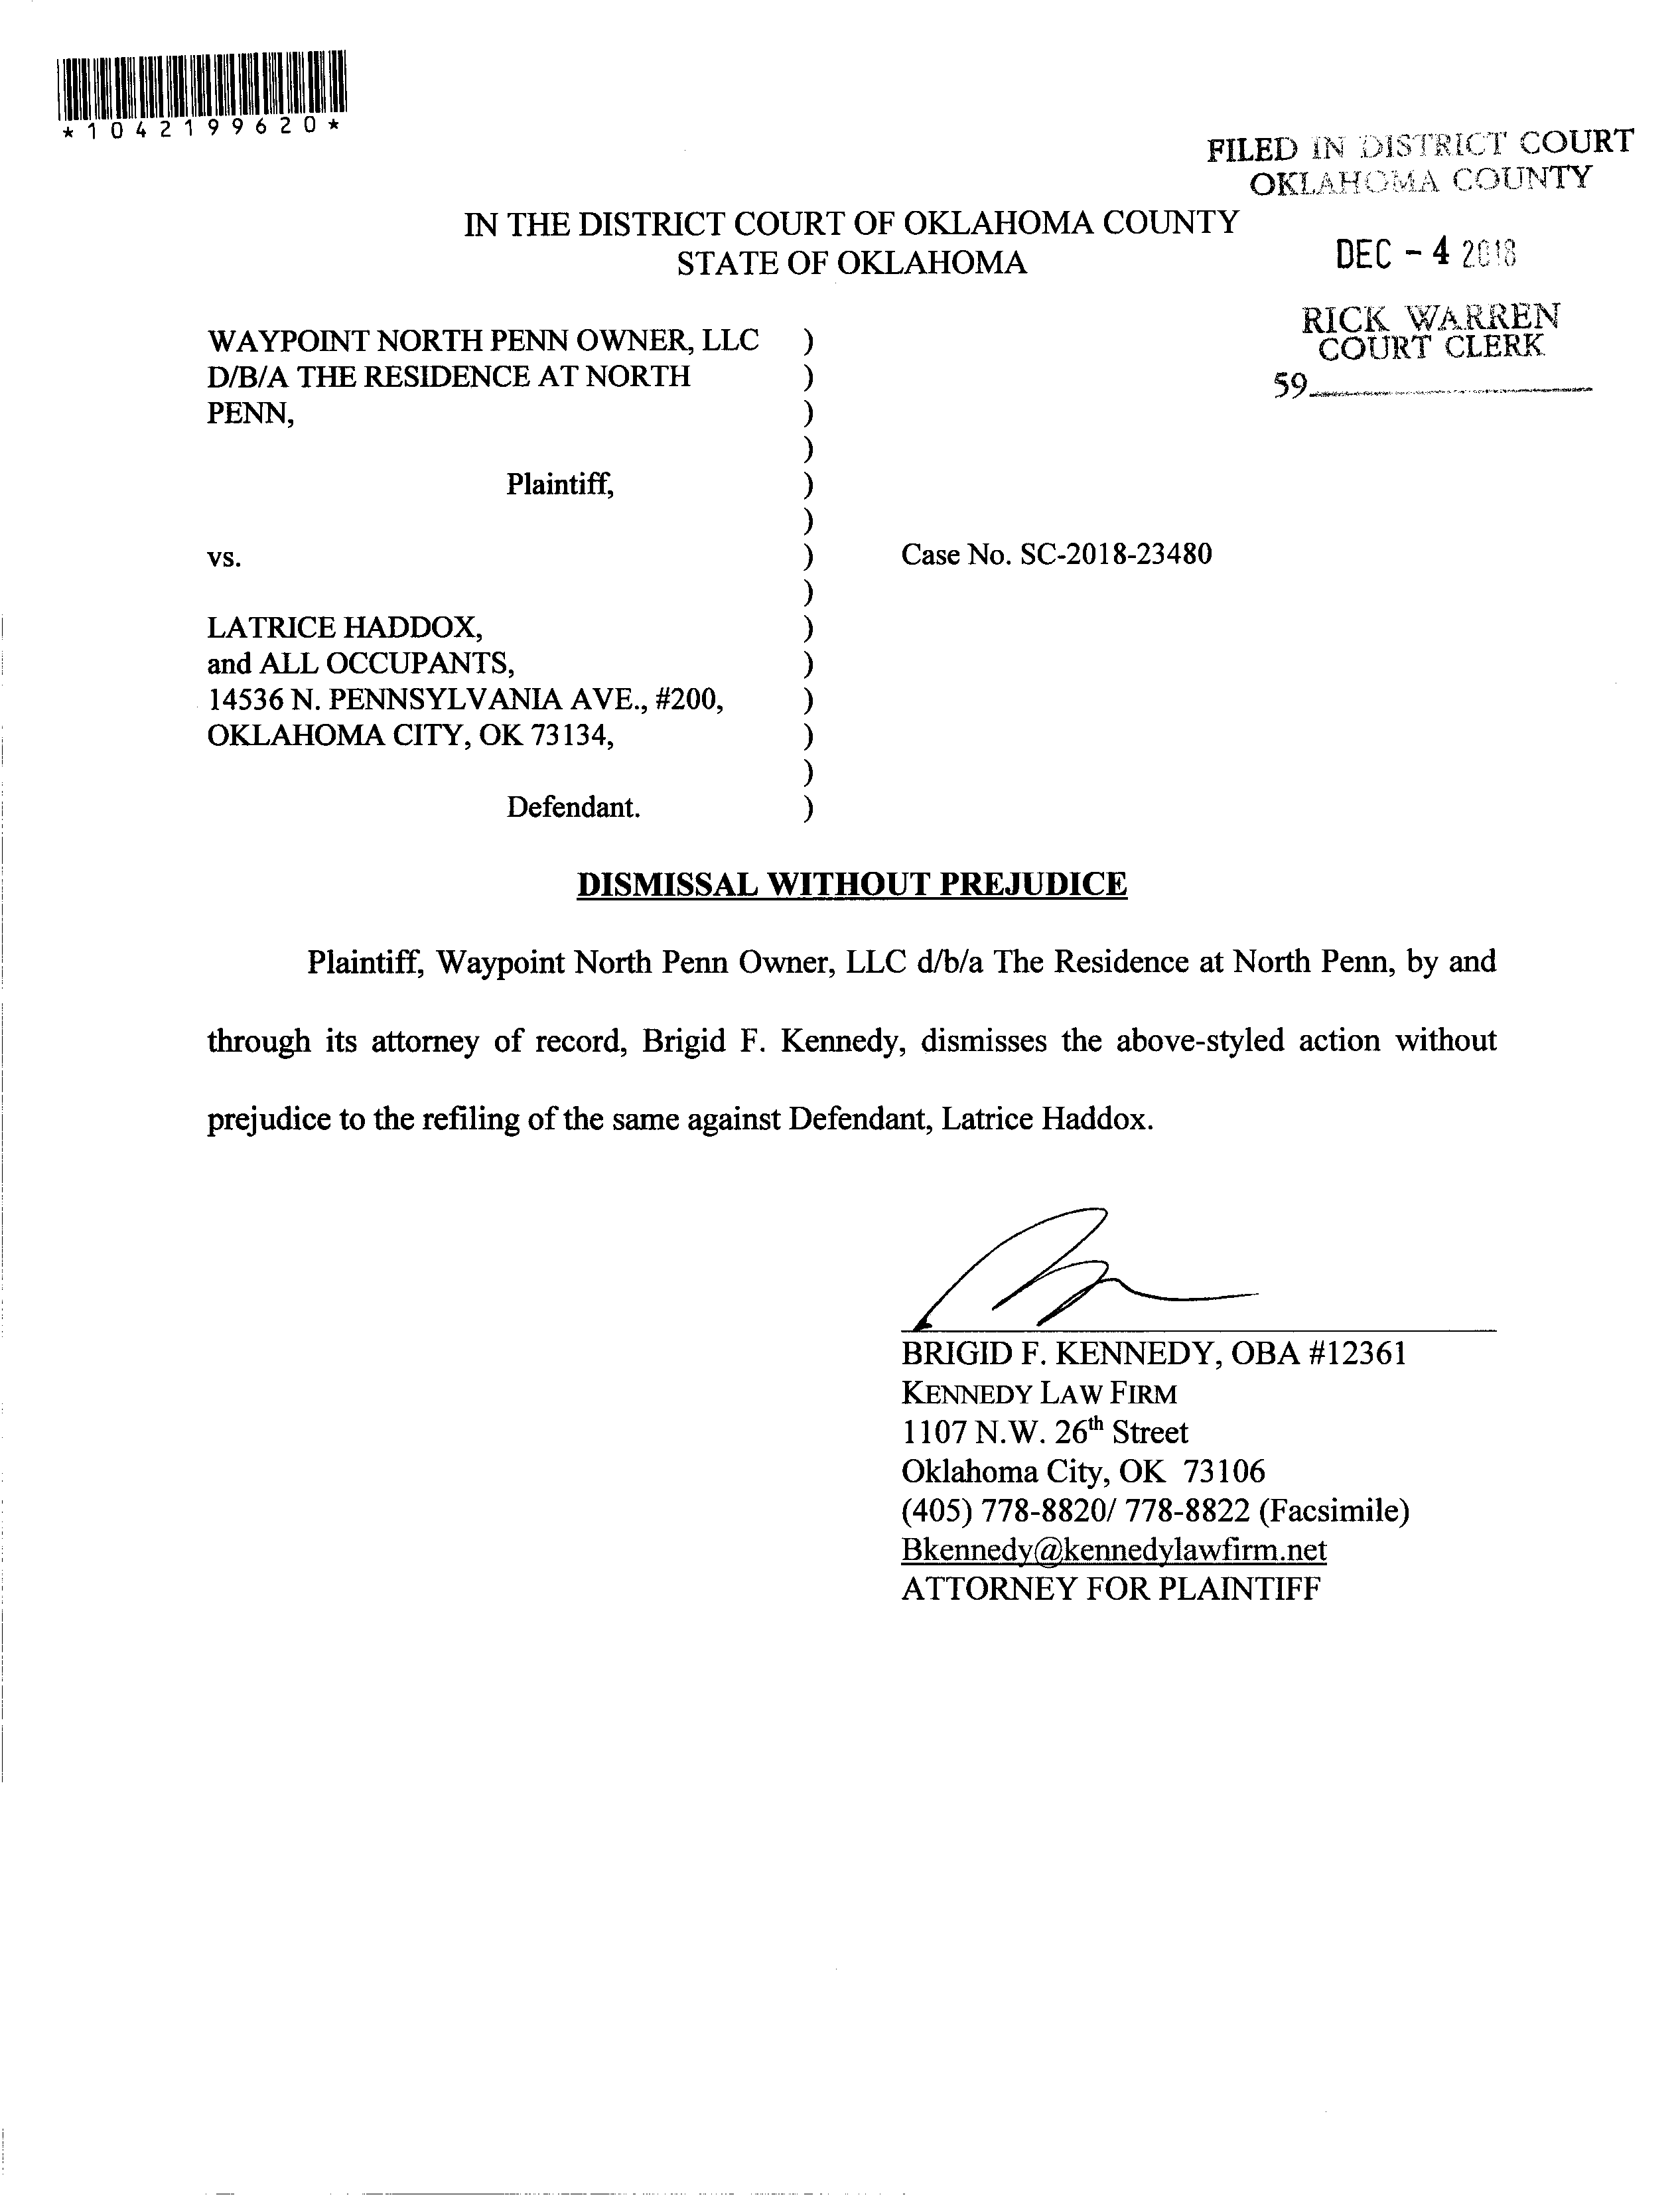 *1042199620*
FILED IN DISTRICT COURT
OKLAHOMA COUNTY
IN THE DISTRICT COURT OF OKLAHOMA COUNTY
STATE OF OKLAHOMA
DEC - 4 2018
RICK WARREN
COURT CLERK
59
WAYPOINT NORTH PENN OWNER, LLC )
D/B/A THE RESIDENCE AT NORTH )
PENN, )
)
Plaintiff, )
)
vs. ) Case No. SC-2018-23480
)
LATRICE HADDOX, )
and ALL OCCUPANTS, )
14536 N. PENNSYLVANIA AVE., #200, )
OKLAHOMA CITY, OK 73134, )
)
Defendant. )
DISMISSAL WITHOUT PREJUDICE
Plaintiff, Waypoint North Penn Owner, LLC d/b/a The Residence at North Penn, by and
through its attorney of record, Brigid F. Kennedy, dismisses the above-styled action without
prejudice to the refiling of the same against Defendant, Latrice Haddox.
BRIGID F. KENNEDY, OBA #12361
KENNEDY LAW FIRM
1107 N.W. 26th Street
Oklahoma City, OK 73106
(405) 778-8820/ 778-8822 (Facsimile)
Bkennedy@kennedylawfirm.net
ATTORNEY FOR PLAINTIFF